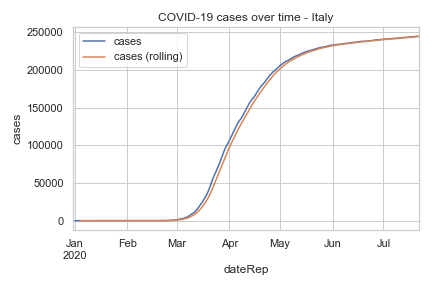 COVID-19 cases over time - Italy
cases
cases (rolling)
250000
200000
150000
100000
50000
0
cases
Jan Feb Mar Apr May Jun Jul
2020
dateRep